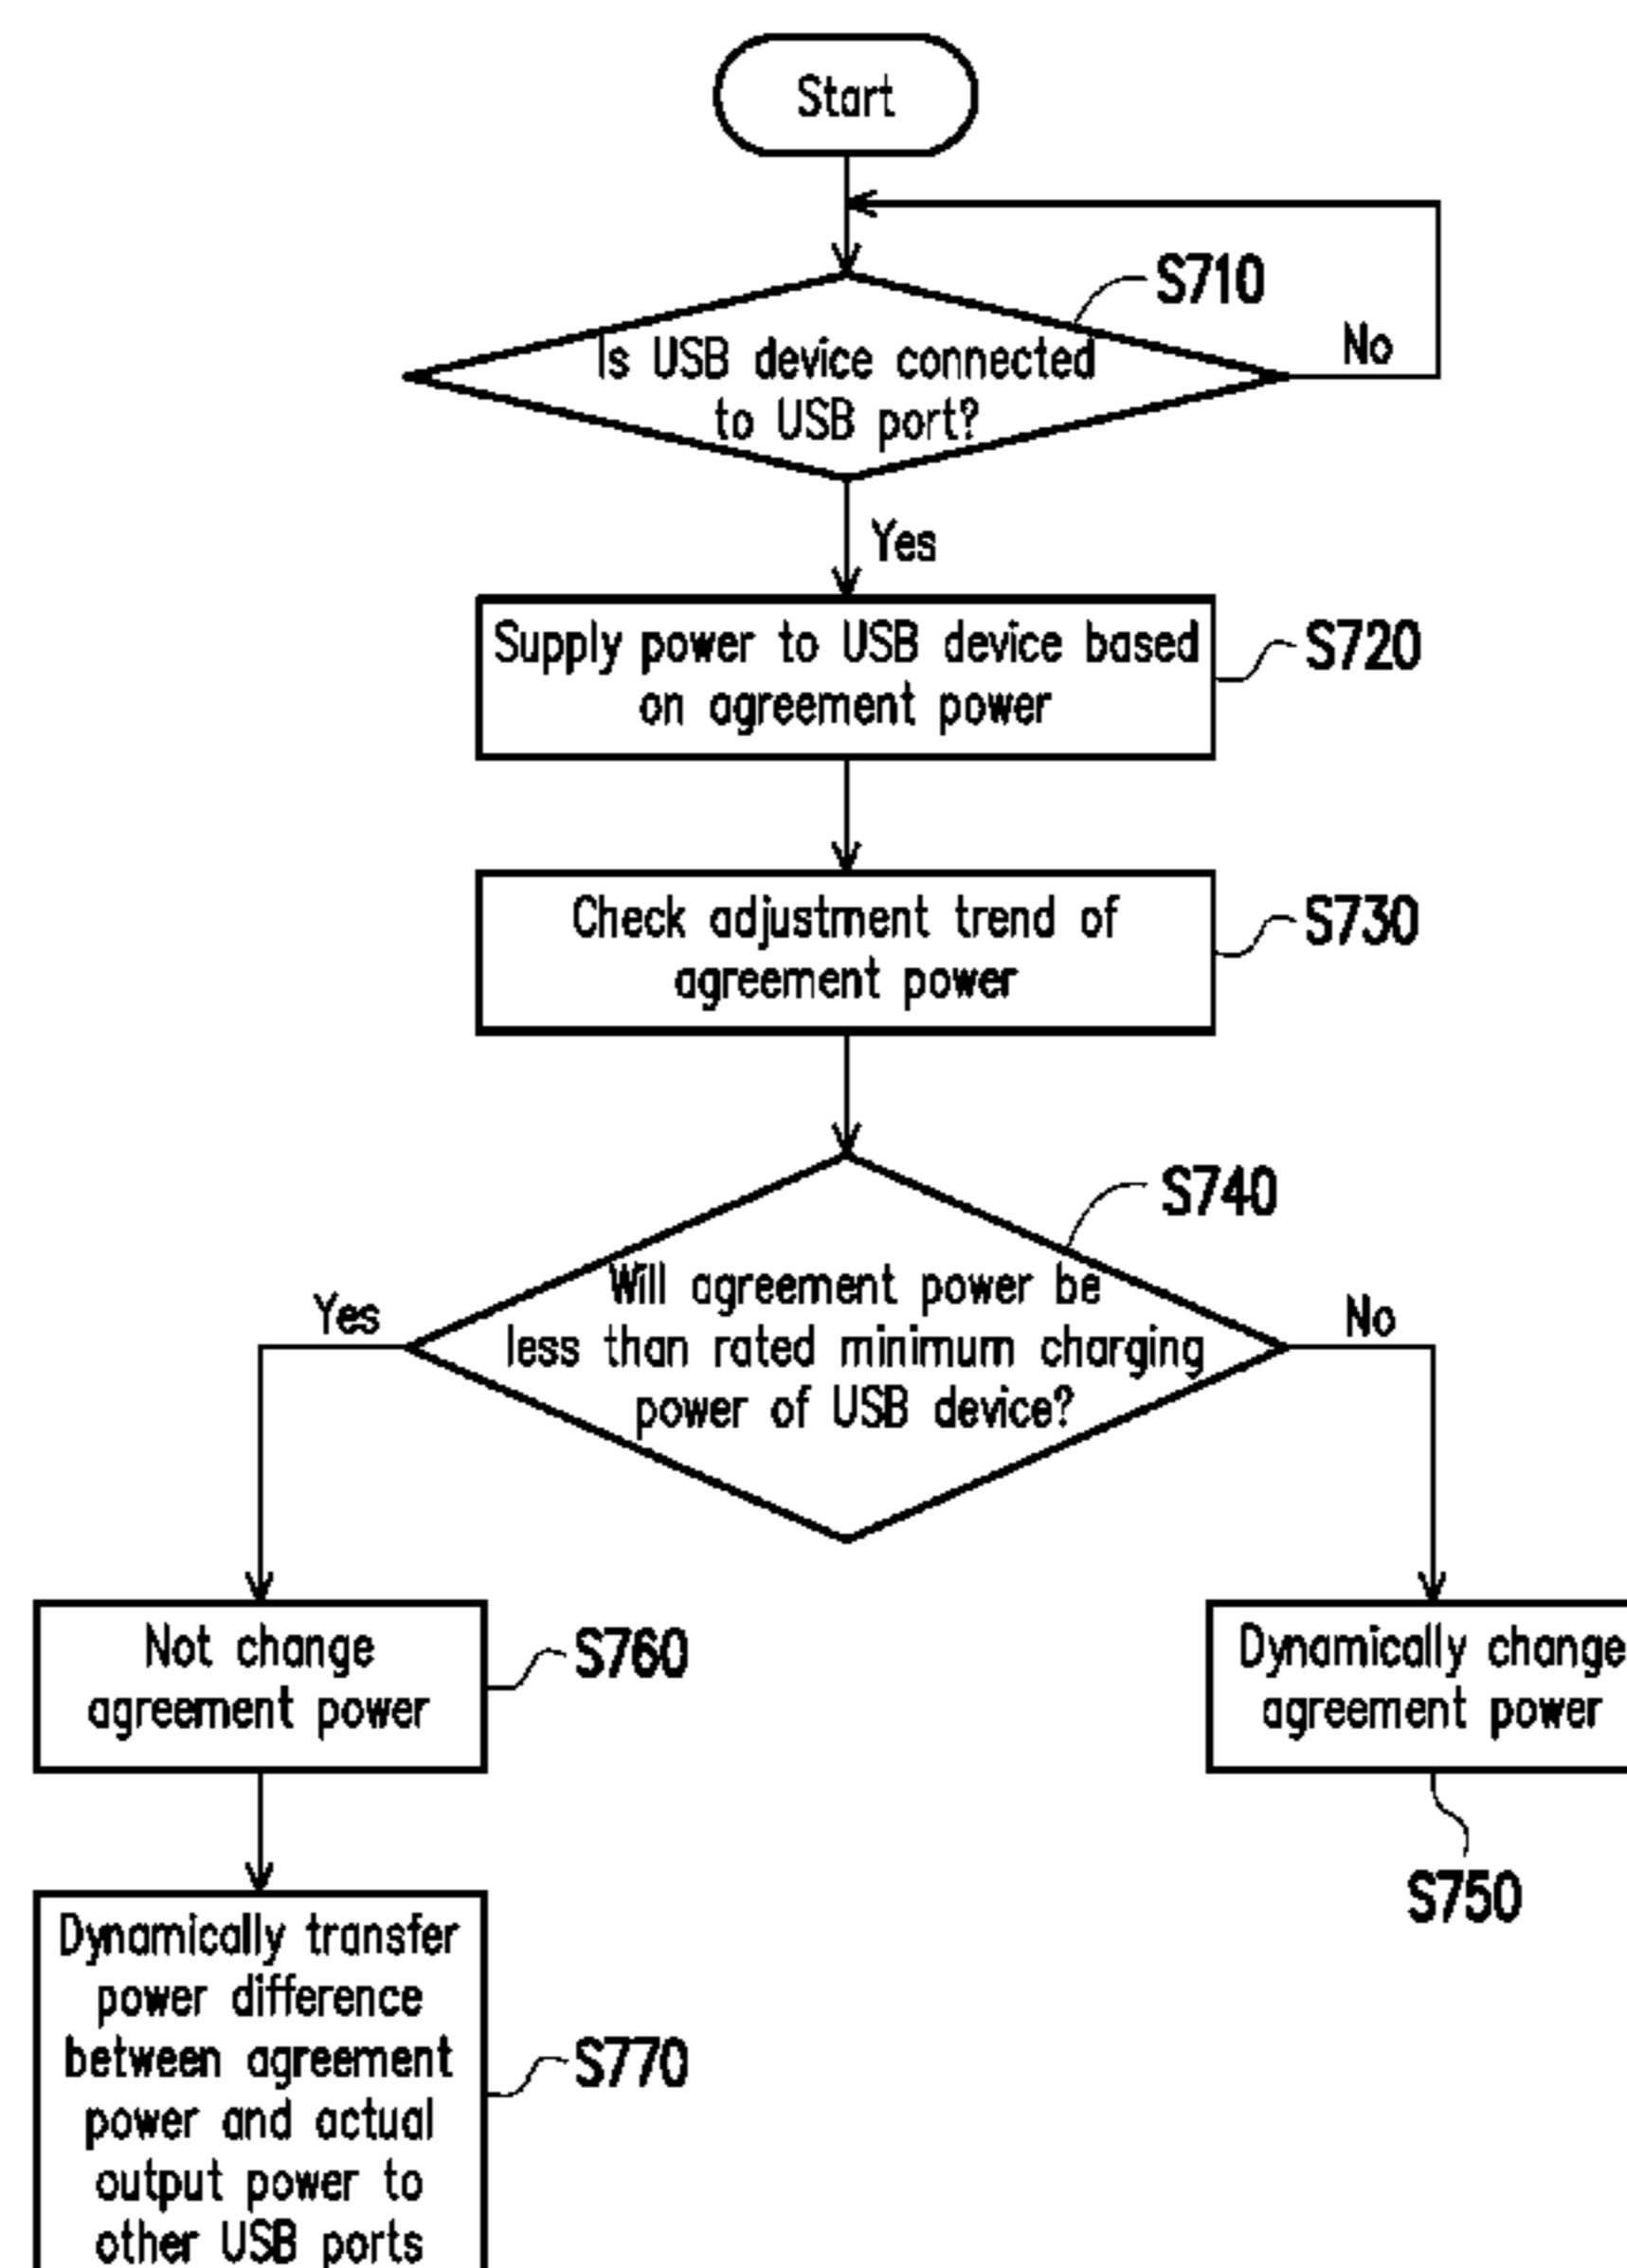 Start
S710
Is USB device connected
to USB port?
No
Yes
Supply power to USB device based
on agreement power
S720
Check adjustment trend of
agreement power
S730
S740
Will agreement power be
less than rated minimum charging
power of USB device?
Yes
No
Not change
agreement power
S760
Dynamically change
agreement power
S750
Dynamically transfer
power difference
between agreement
power and actual
output power to
other USB ports
S770